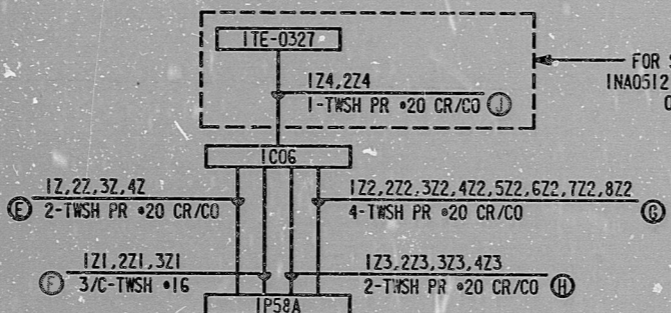 1TE-0327
FOR
1NA0512
1Z4,2Z4
1-TWSH PR #20 CR/CO J
1C06
1Z,2Z,3Z,4Z
E 2-TWSH PR #20 CR/CO
1Z2,2Z2,3Z2,4Z2,5Z2,6Z2,7Z2,8Z2
4-TWSH PR #20 CR/CO G
1Z1,2Z1,3Z1
F 3/C-TWSH #16
1Z3,2Z3,3Z3,4Z3
2-TWSH PR #20 CR/CO H
1P58A